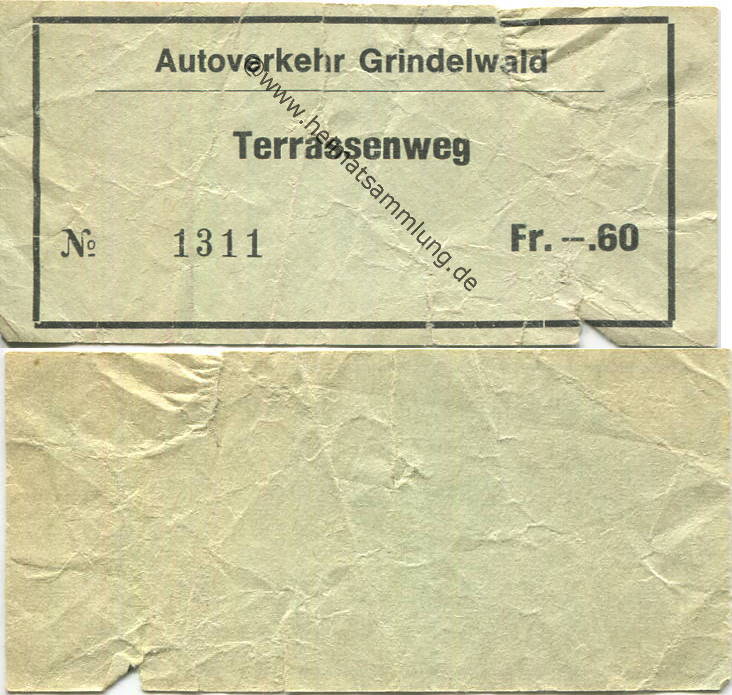 Autoverkehr Grindelwald
Terrassenweg
№ 1311 Fr. –.60
@www.heimatsammlung.de